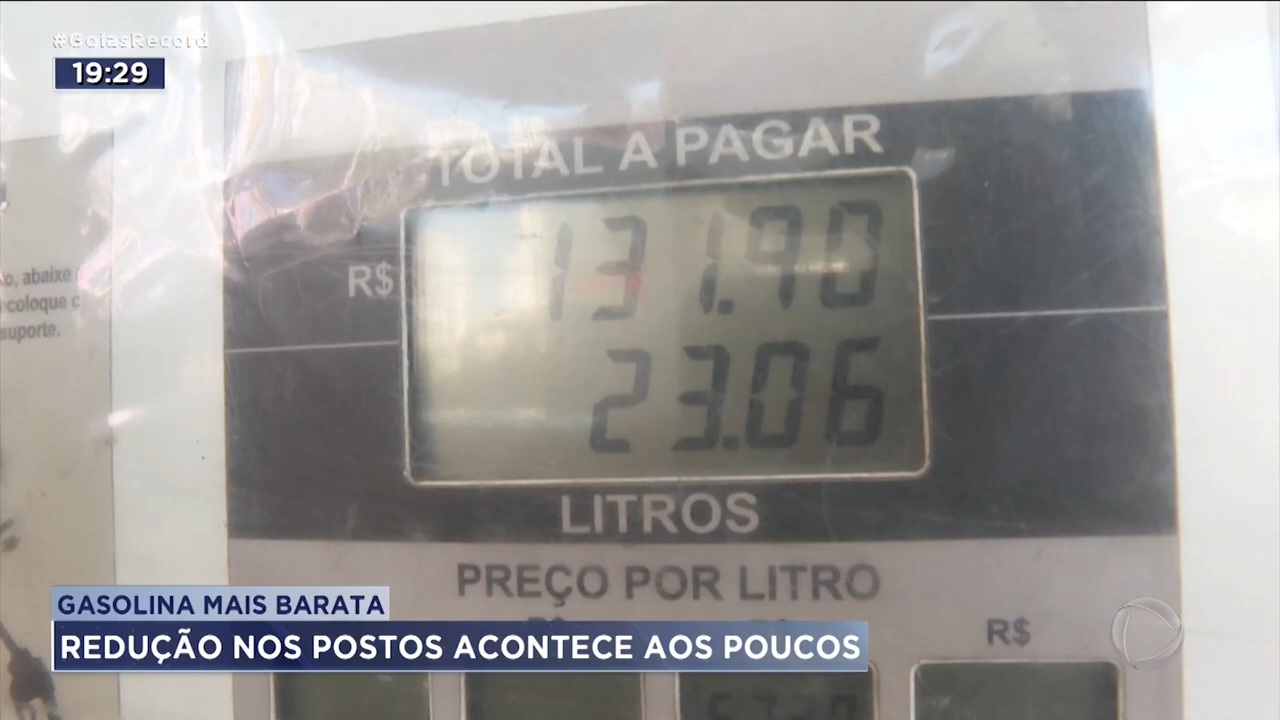 #GoiasRecord
19:29
TOTAL A PAGAR
R$
131.90
23.06
LITROS
PREÇO POR LITRO
R$
o, abaixe
coloque
suporte.
GASOLINA MAIS BARATA
REDUÇÃO NOS POSTOS ACONTECE AOS POUCOS